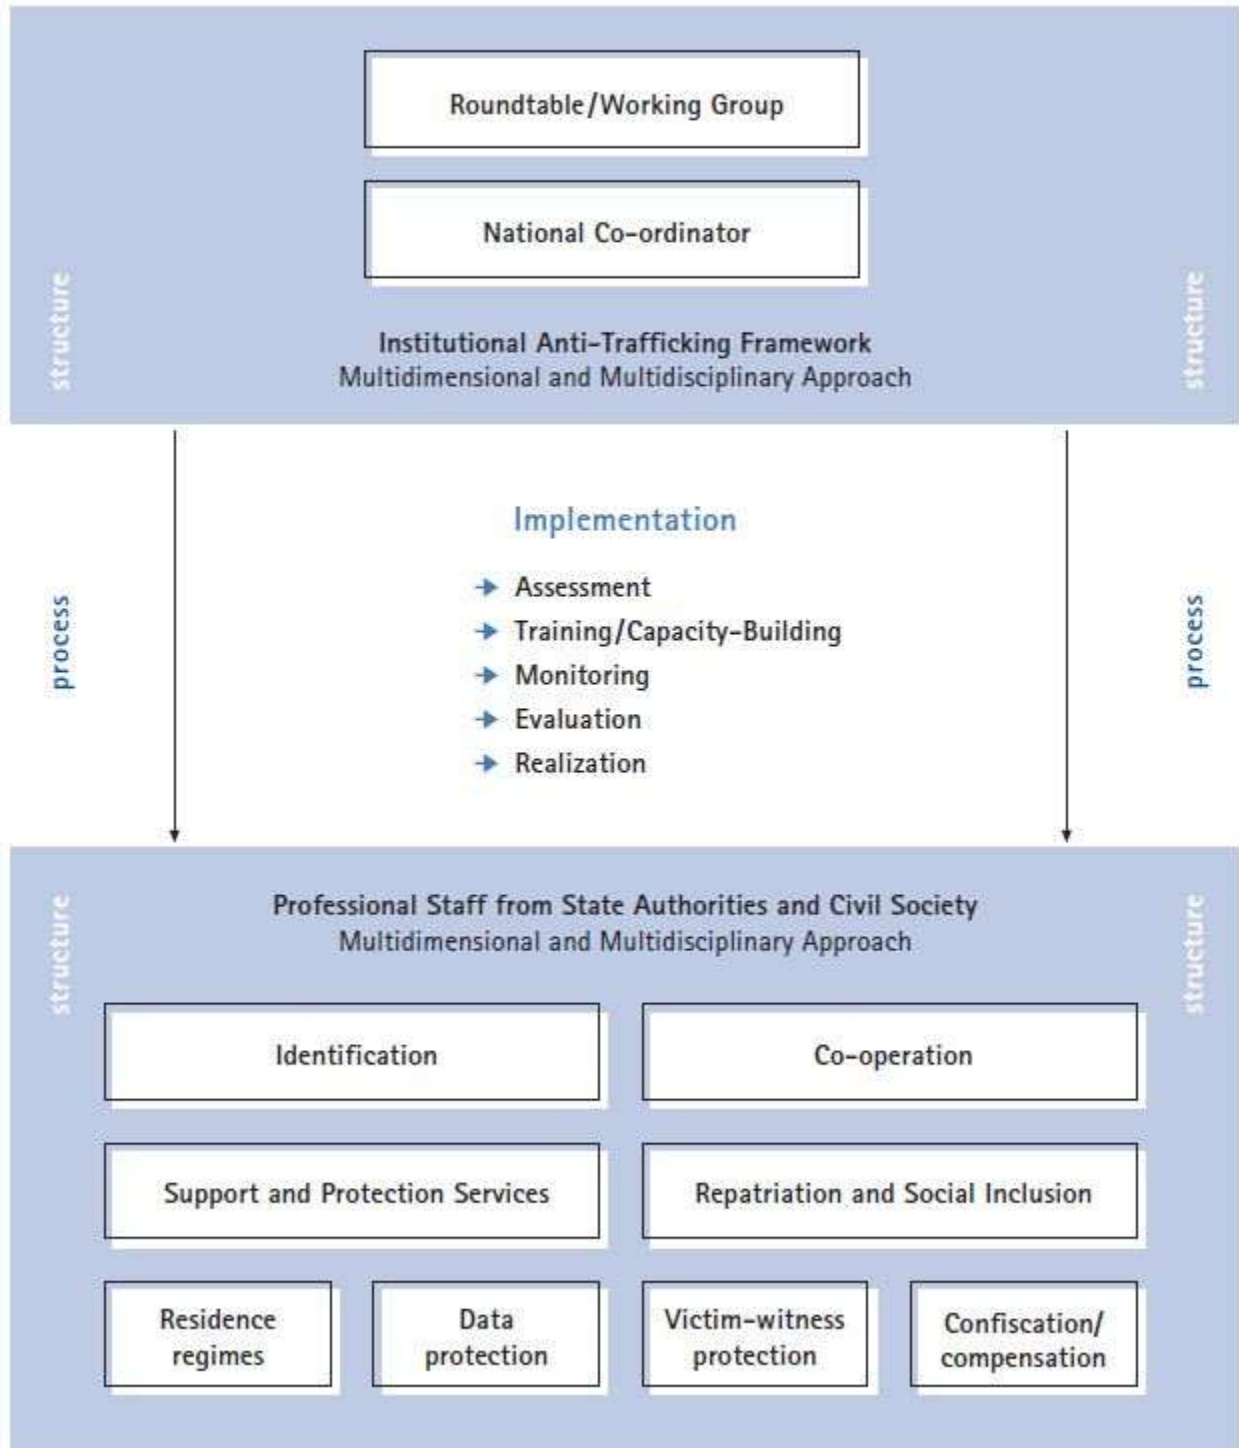 Roundtable/Working Group
National Co-ordinator
structure
structure
Institutional Anti-Trafficking Framework
Multidimensional and Multidisciplinary Approach
Implementation
process
process
Assessment
Training/Capacity-Building
Monitoring
Evaluation
Realization
structure
structure
Professional Staff from State Authorities and Civil Society
Multidimensional and Multidisciplinary Approach
Identification
Co-operation
Support and Protection Services
Repatriation and Social Inclusion
Residence
regimes
Data
protection
Victim-witness
protection
Confiscation/
compensation